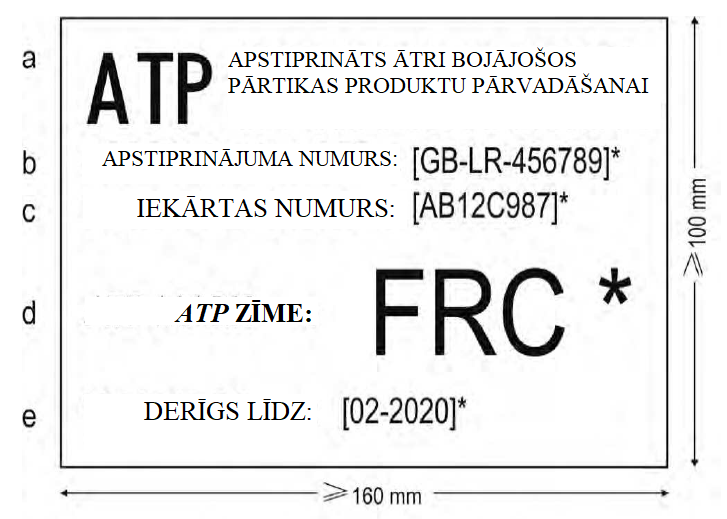 a
ATP APSTIPRINĀTS ĀTRI BOJĀJOŠOS
PĀRTIKAS PRODUKTU PĀRVADĀŠANAI
b APSTIPRINĀJUMA NUMURS: [GB-LR-456789]*
c IEKĀRTAS NUMURS: [AB12C987]*
d ATP ZĪME: FRC *
e DERĪGS LĪDZ: [02-2020]*
⩾ 100 mm
⩾ 160 mm